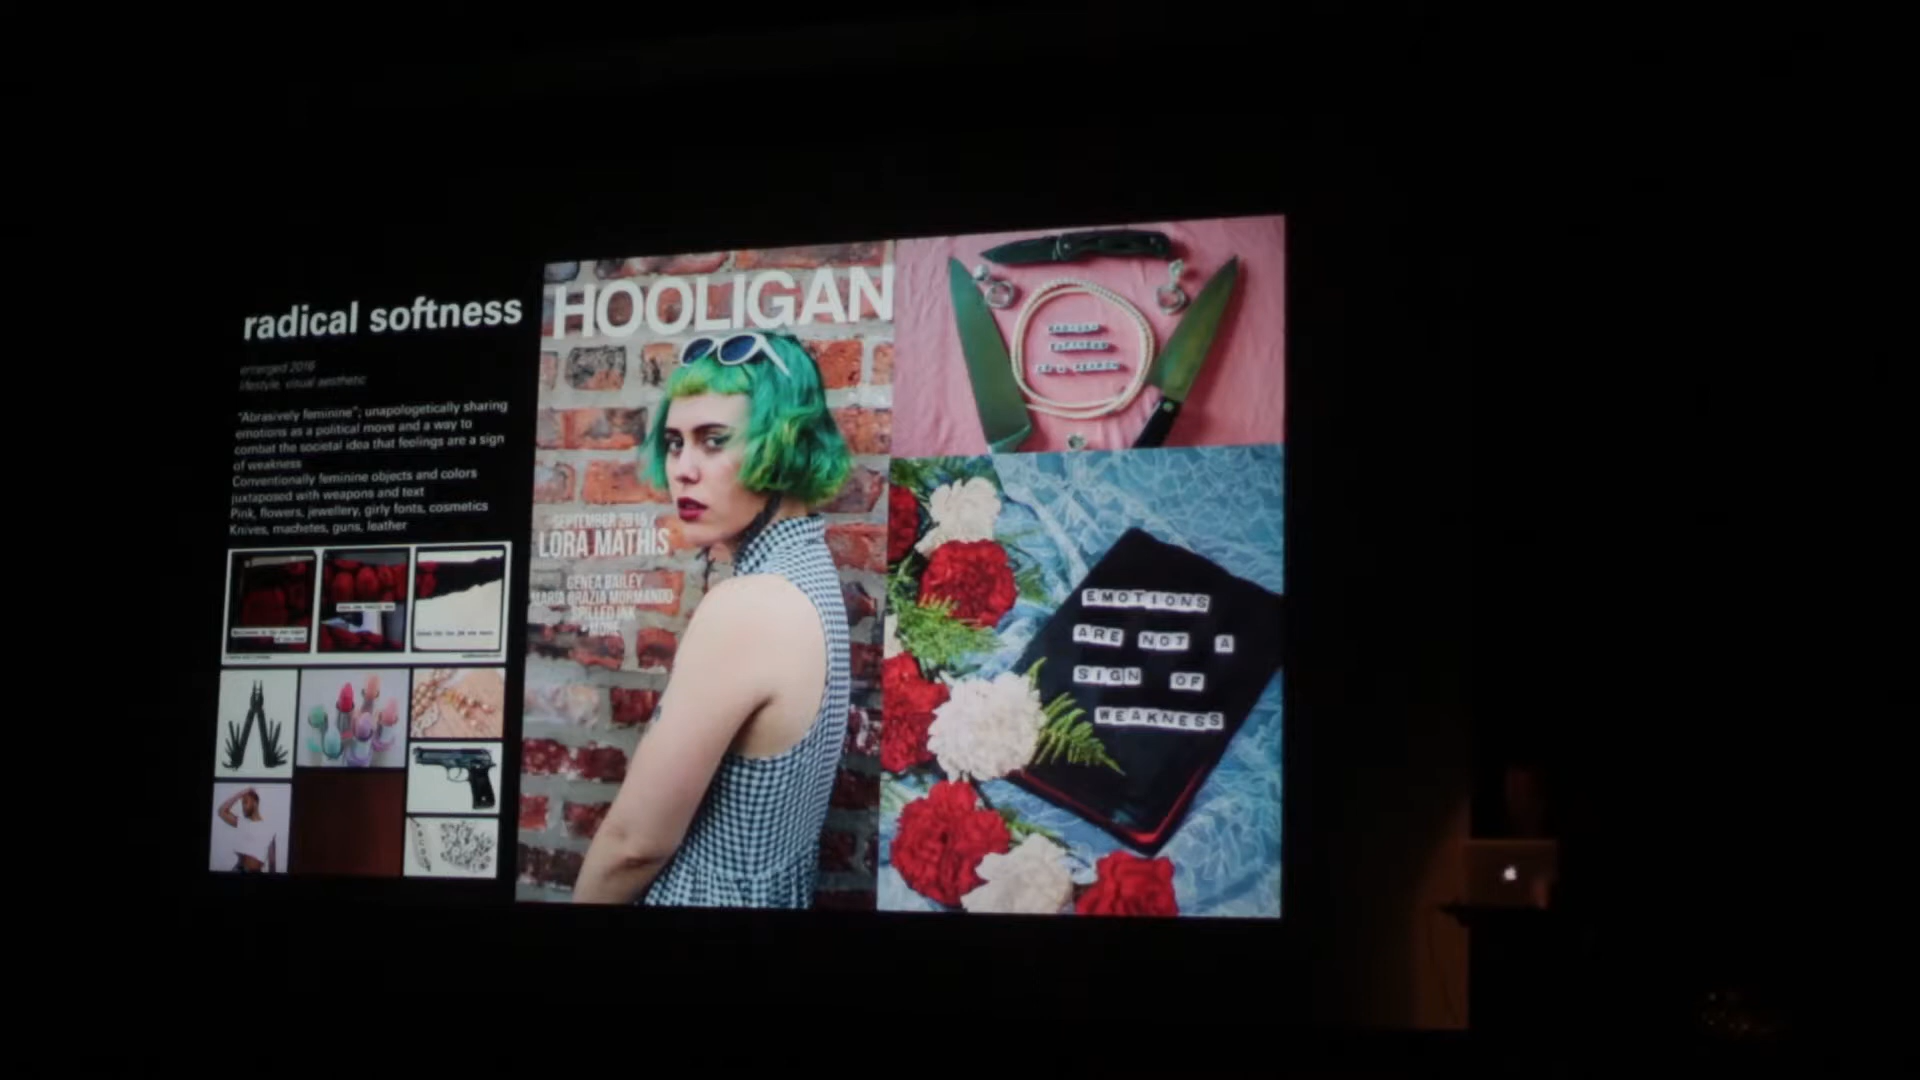 radical softness
emerged 2016
lifestyle, visual aesthetic
"Abrasively feminine"; unapologetically sharing
emotions as a political move and a way to
combat the societal idea that feelings are a sign
of weakness
Conventionally feminine objects and colors
juxtaposed with weapons and text
Pink, flowers, jewellery, girly fonts, cosmetics
Knives, machetes, guns, leather
HOOLIGAN
SEPTEMBER
LORA MATHIS
GENEA BAILEY
MARIA GRAZIA MORMANDO
SPILLED INK
+ MORE
EMOTIONS
ARE NOT A
SIGN OF
WEAKNESS